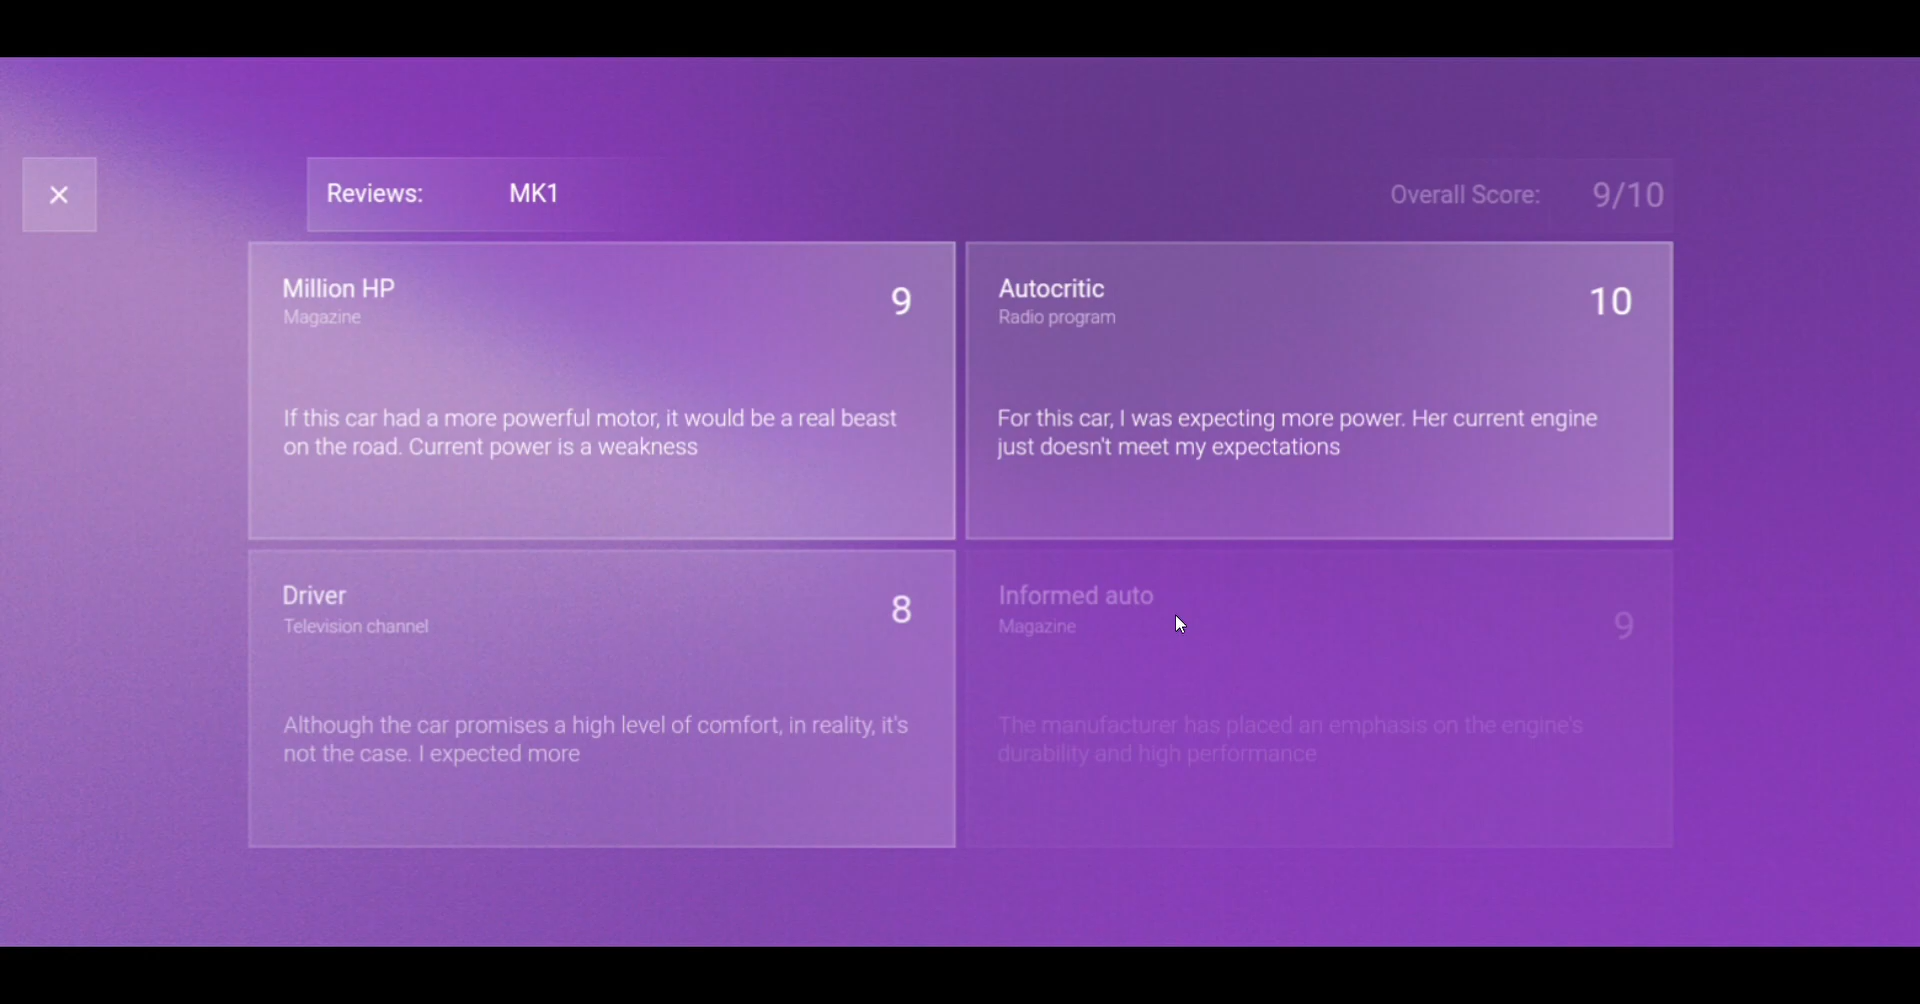 Reviews: MK1
Overall Score: 9/10
Million HP
9
Magazine
If this car had a more powerful motor, it would be a real beast
on the road. Current power is a weakness
Autocritic
10
Radio program
For this car, I was expecting more power. Her current engine
just doesn't meet my expectations
Driver
8
Television channel
Although the car promises a high level of comfort, in reality, it's
not the case. I expected more
Informed auto
9
Magazine
The manufacturer has placed an emphasis on the engine's
durability and high performance